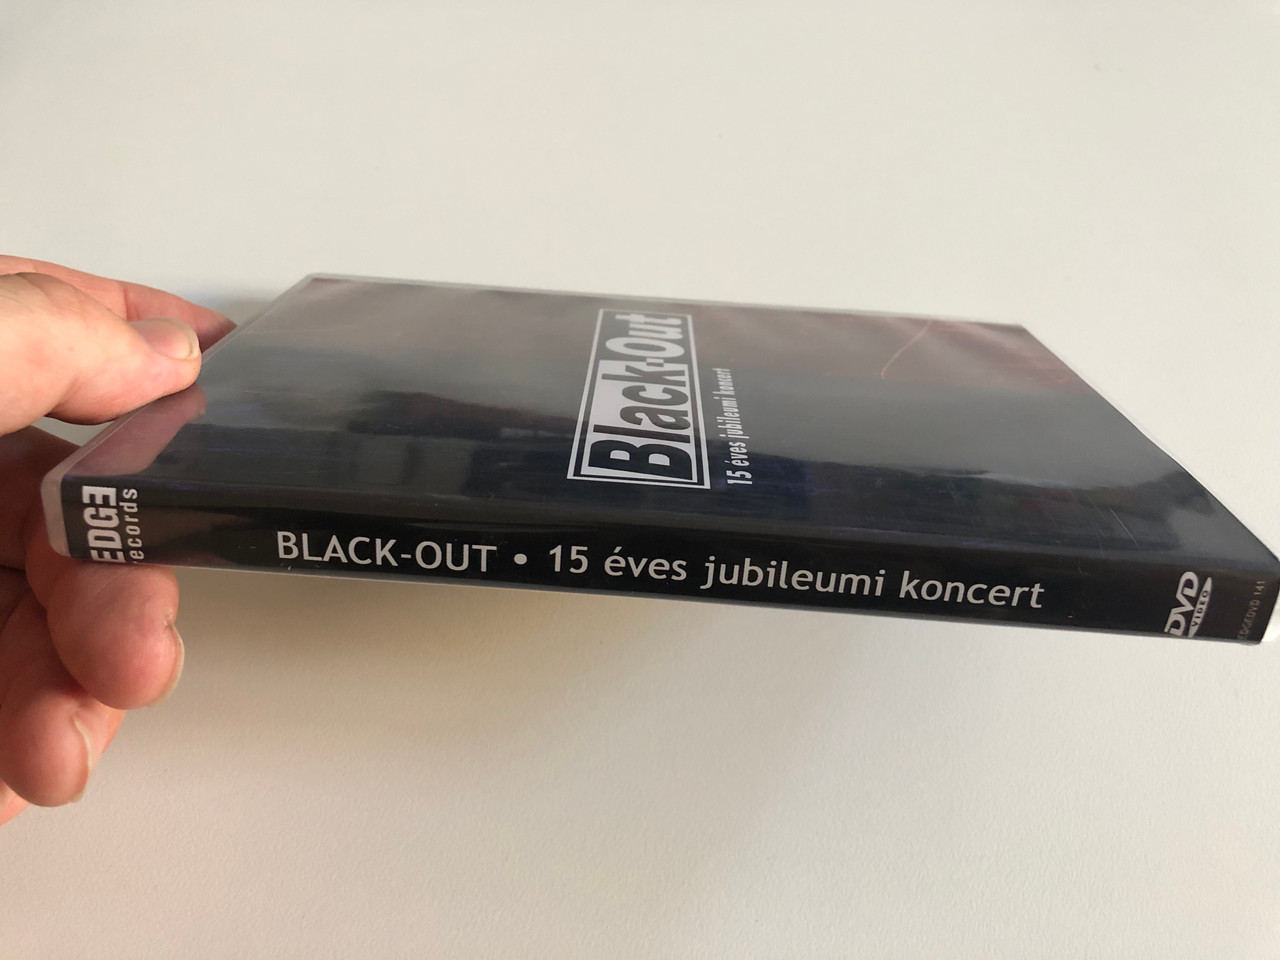 Black-Out
15 éves jubileumi koncert
EDGE
records
BLACK-OUT • 15 éves jubileumi koncert
DVD
VIDEO
EDGEDVD 141